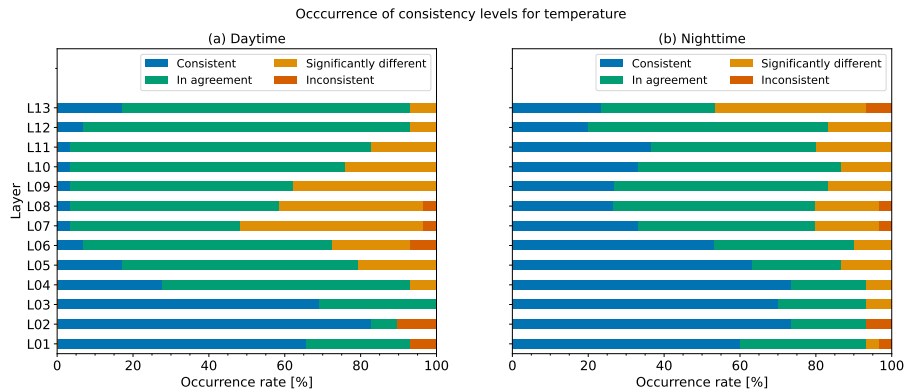 Occcurrence of consistency levels for temperature
(a) Daytime
Consistent
In agreement
Significantly different
Inconsistent
L13
L12
L11
L10
L09
L08
L07
L06
L05
L04
L03
L02
L01
Layer
0 20 40 60 80 100
Occurrence rate [%]
(b) Nighttime
Consistent
In agreement
Significantly different
Inconsistent
0 20 40 60 80 100
Occurrence rate [%]